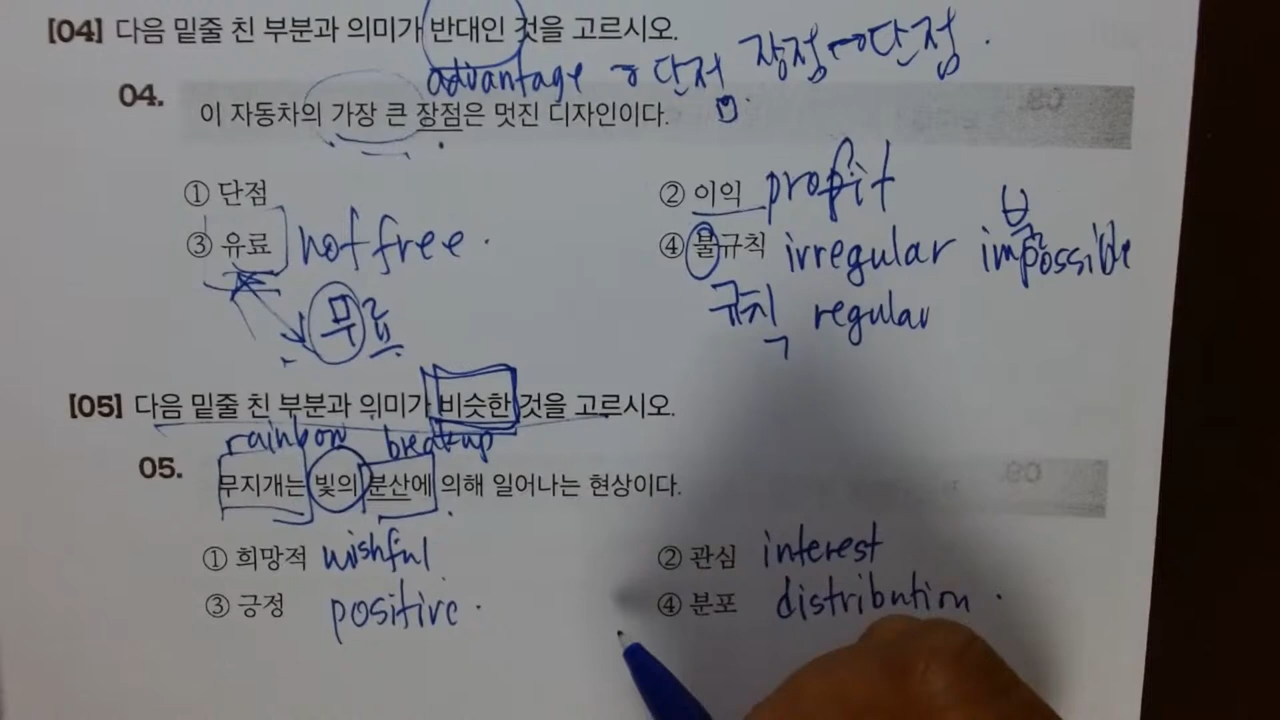 [04] 다음 밑줄 친 부분과 의미가 반대인 것을 고르시오.
advantage ↔ 단점 장점↔단점.
04.
이 자동차의 가장 큰 장점은 멋진 디자인이다.
① 단점
② 이익 profit
③ 유료 not free.
④ 불규칙 irregular impossible
불
무료
규칙 regular
ㄱ
[05] 다음 밑줄 친 부분과 의미가 비슷한 것을 고르시오.
rainbow break up
05.
무지개는 빛의 분산에 의해 일어나는 현상이다.
① 희망적 wishful
② 관심 interest
③ 긍정 positive.
④ 분포 distribution.